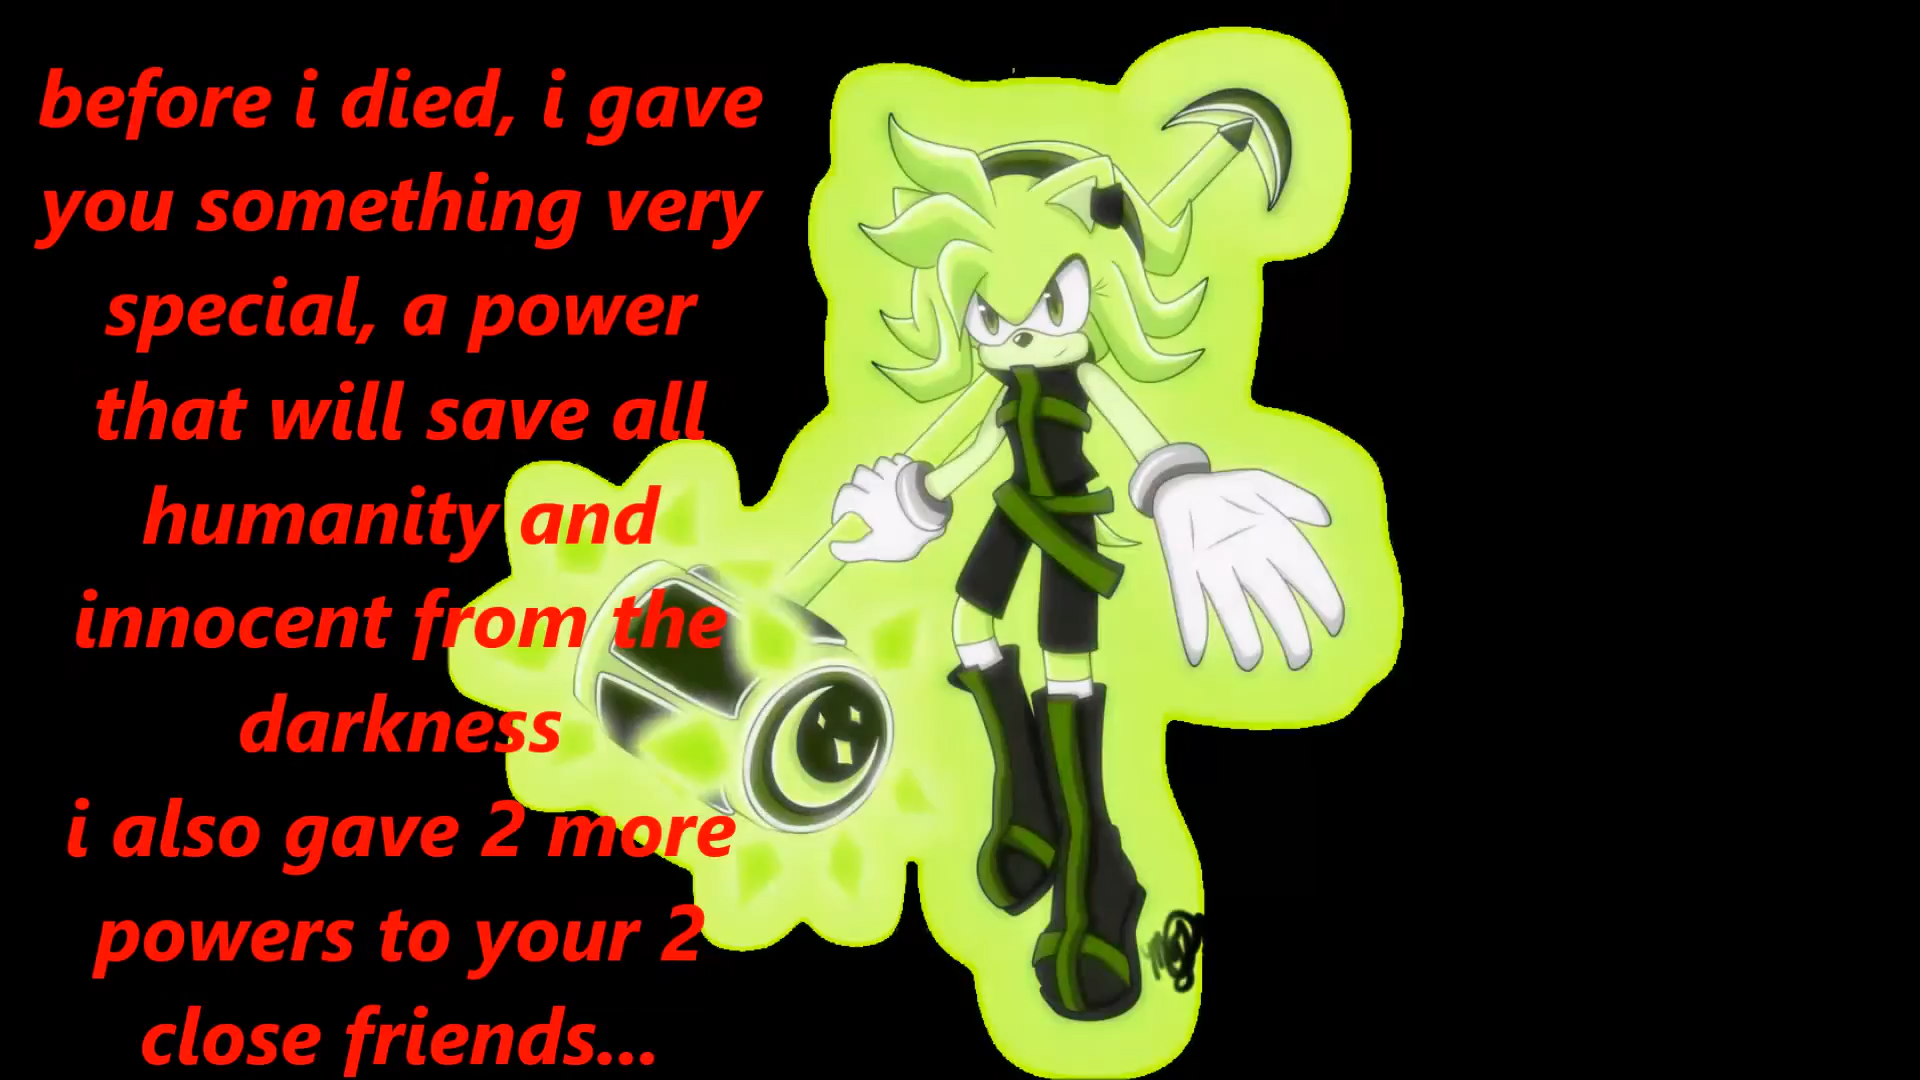 before i died, i gave
you something very
special, a power
that will save all
humanity and
innocent from the
darkness
i also gave 2 more
powers to your 2
close friends...